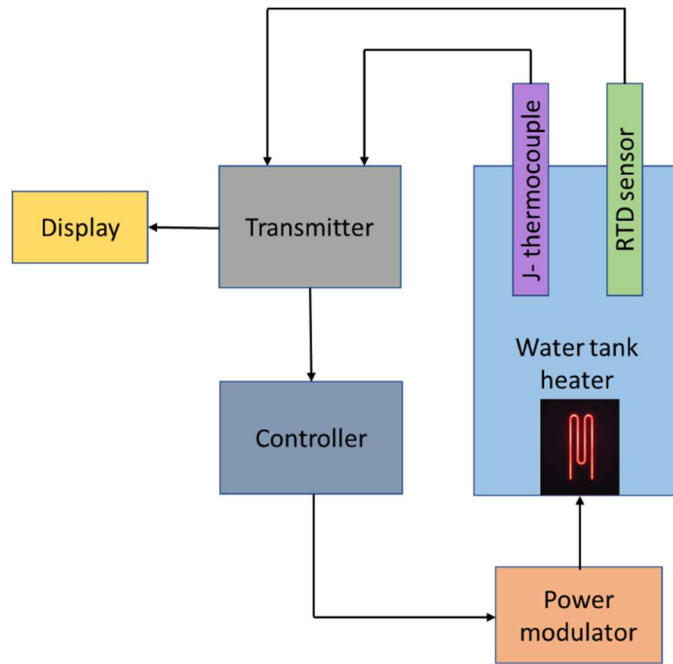 J- thermocouple
RTD sensor
Display
Transmitter
Water tank
heater
Controller
Power
modulator